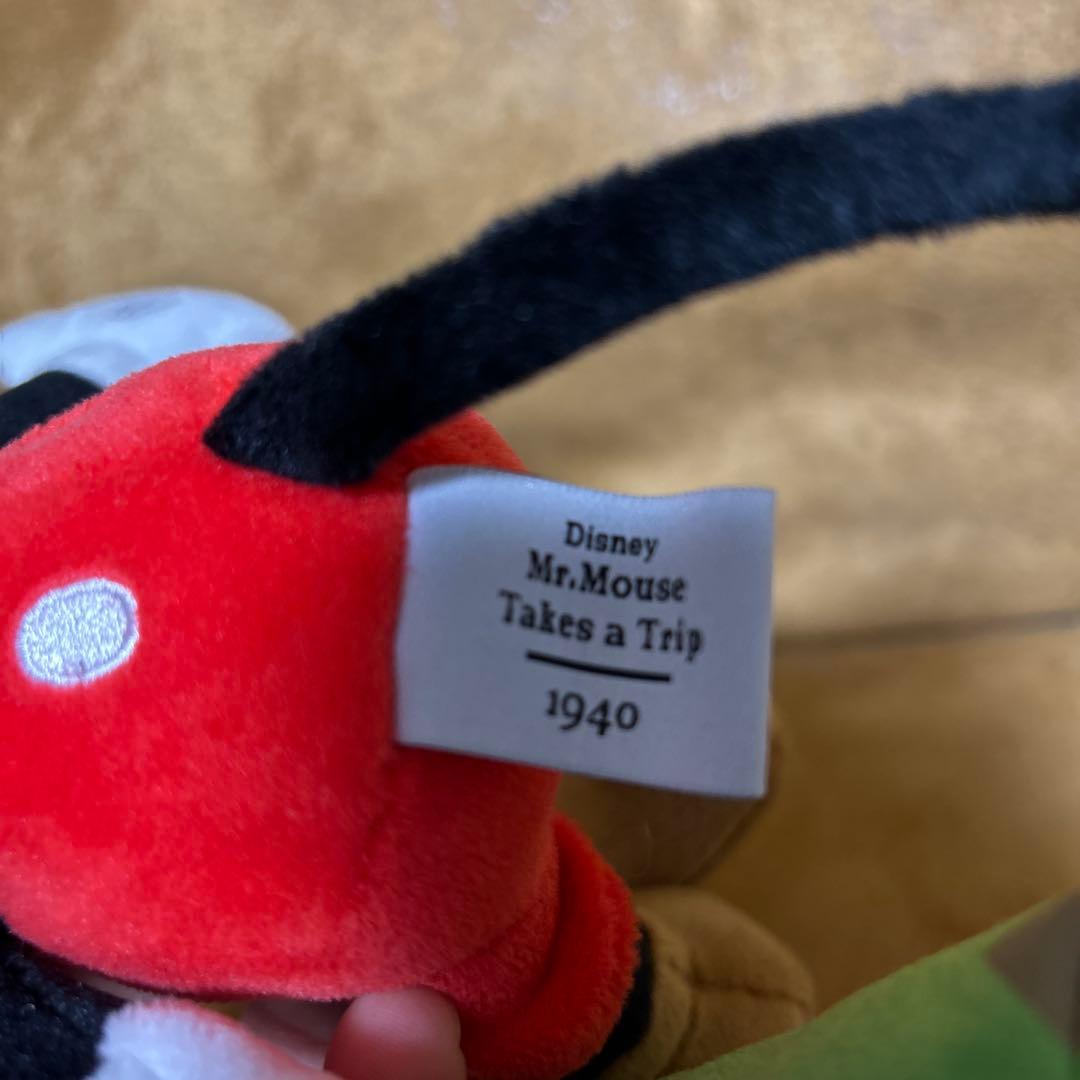 Disney
Mr.Mouse
Takes a Trip
1940